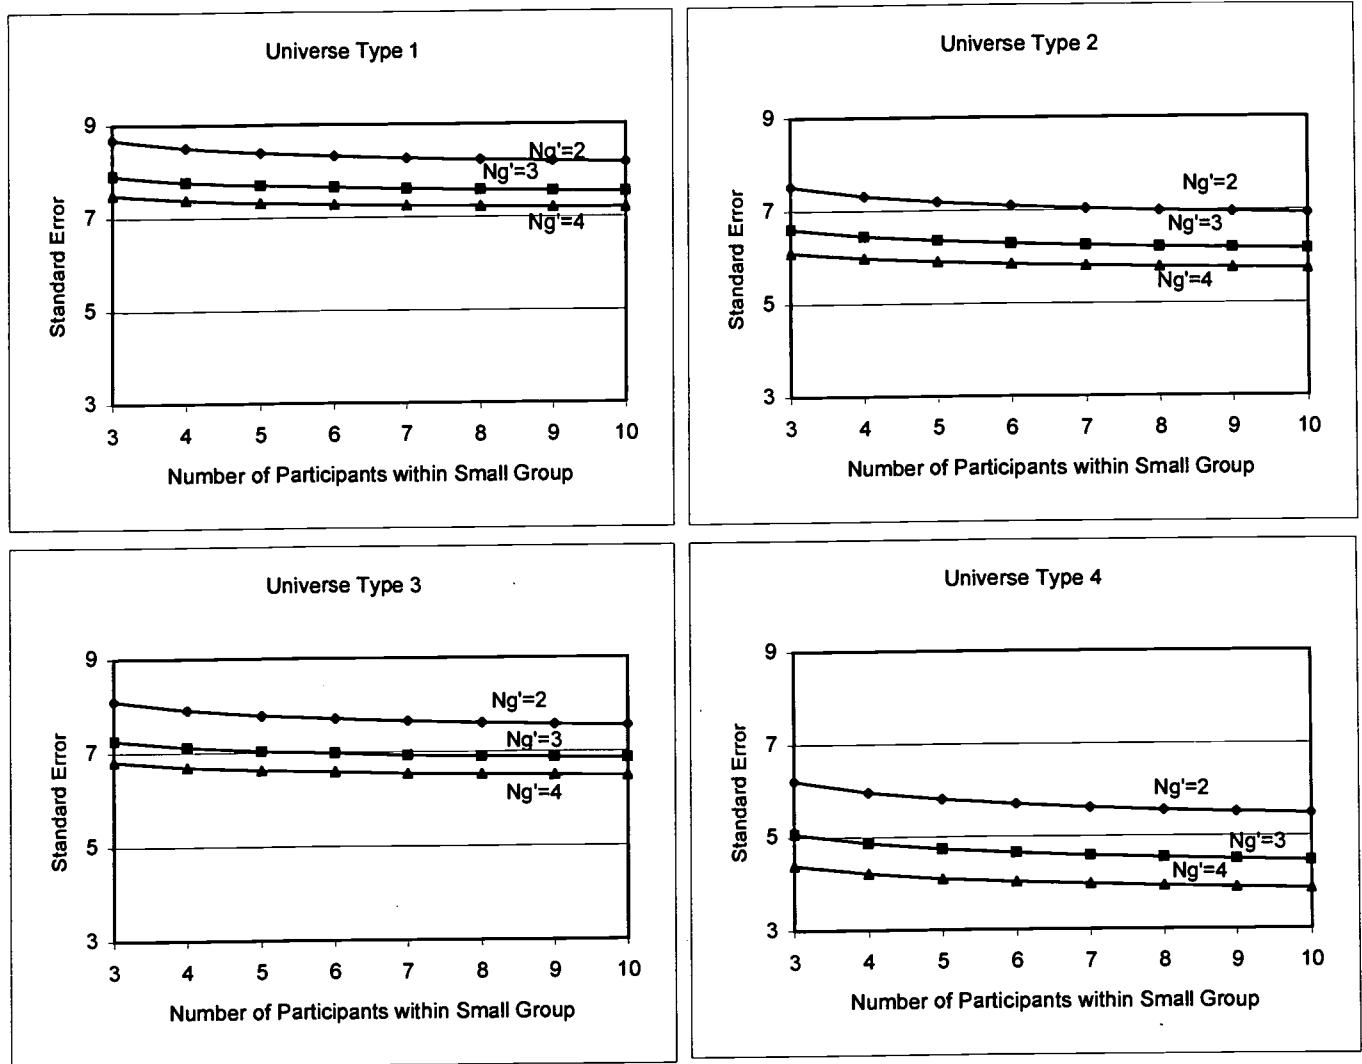 Universe Type 1
9
7
5
3
Standard Error
Ng'=2
Ng'=3
Ng'=4
3 4 5 6 7 8 9 10
Number of Participants within Small Group
Universe Type 2
9
7
5
3
Standard Error
Ng'=2
Ng'=3
Ng'=4
3 4 5 6 7 8 9 10
Number of Participants within Small Group
Universe Type 3
9
7
5
3
Standard Error
Ng'=2
Ng'=3
Ng'=4
3 4 5 6 7 8 9 10
Number of Participants within Small Group
Universe Type 4
9
7
5
3
Standard Error
Ng'=2
Ng'=3
Ng'=4
3 4 5 6 7 8 9 10
Number of Participants within Small Group